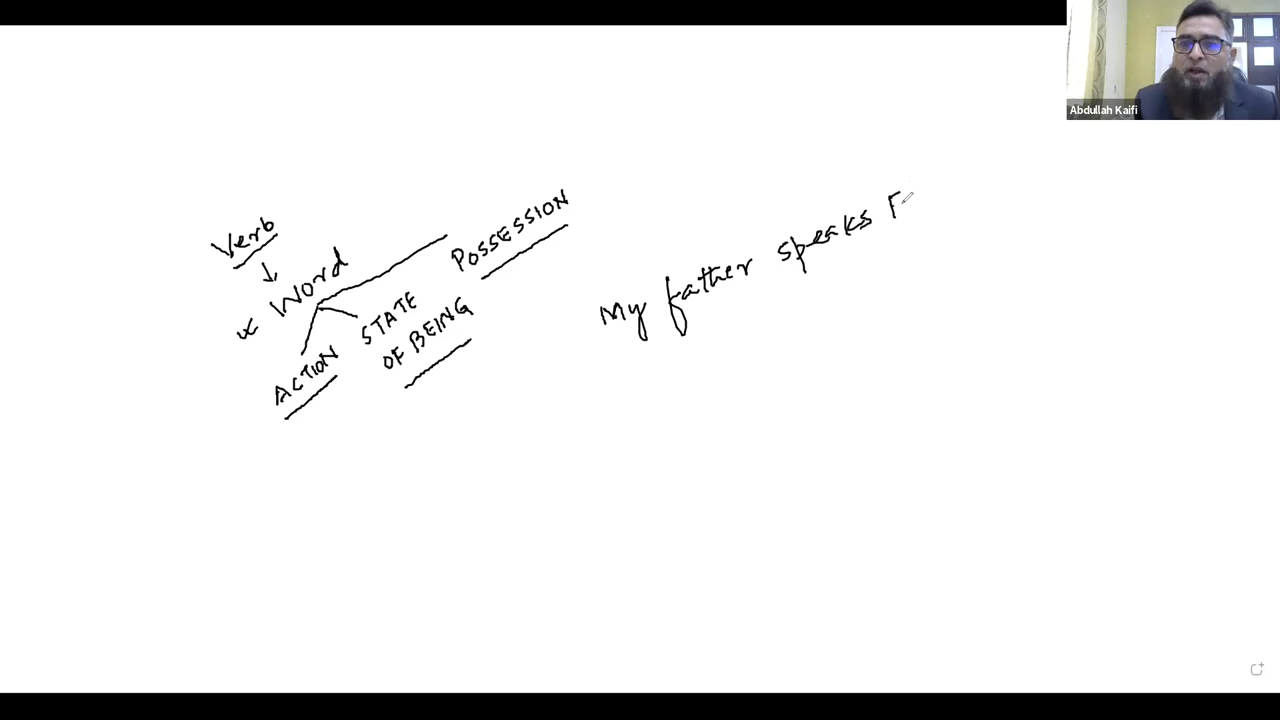 Abdullah Kaifi
Verb
Word
ACTION
STATE
OF BEING
POSSESSION
My father speaks